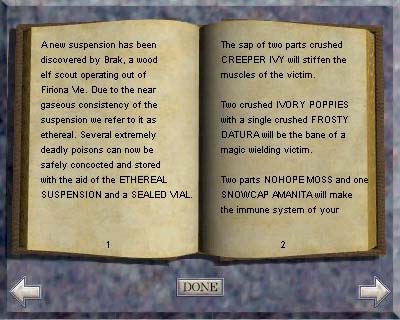 A new suspension has been
discovered by Brak, a wood
elf scout operating out of
Firiona Vie. Due to the near
gaseous consistency of the
suspension we refer to it as
ethereal. Several extremely
deadly poisons can now be
safely concocted and stored
with the aid of the ETHEREAL
SUSPENSION and a SEALED VIAL.
1
The sap of two parts crushed
CREEPER IVY will stiffen the
muscles of the victim.
Two crushed IVORY POPPIES
with a single crushed FROSTY
DATURA will be the bane of a
magic wielding victim.
Two parts NOHOPE MOSS and one
SNOWCAP AMANITA will make
the immune system of your
2
DONE